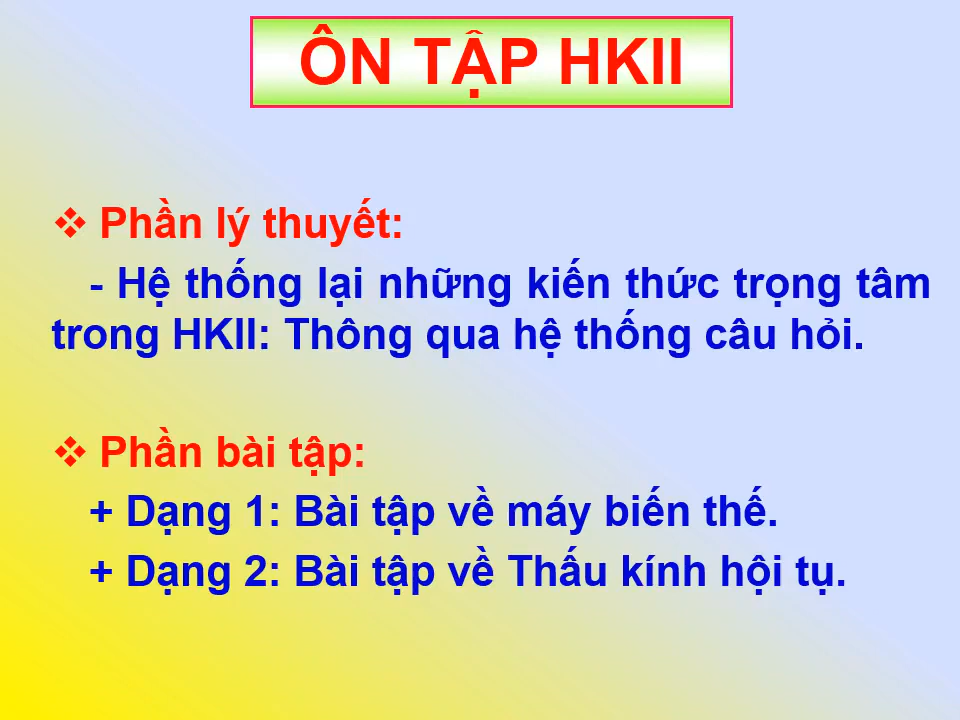 ÔN TẬP HKII
❖ Phần lý thuyết:
- Hệ thống lại những kiến thức trọng tâm
trong HKII: Thông qua hệ thống câu hỏi.
❖ Phần bài tập:
+ Dạng 1: Bài tập về máy biến thế.
+ Dạng 2: Bài tập về Thấu kính hội tụ.